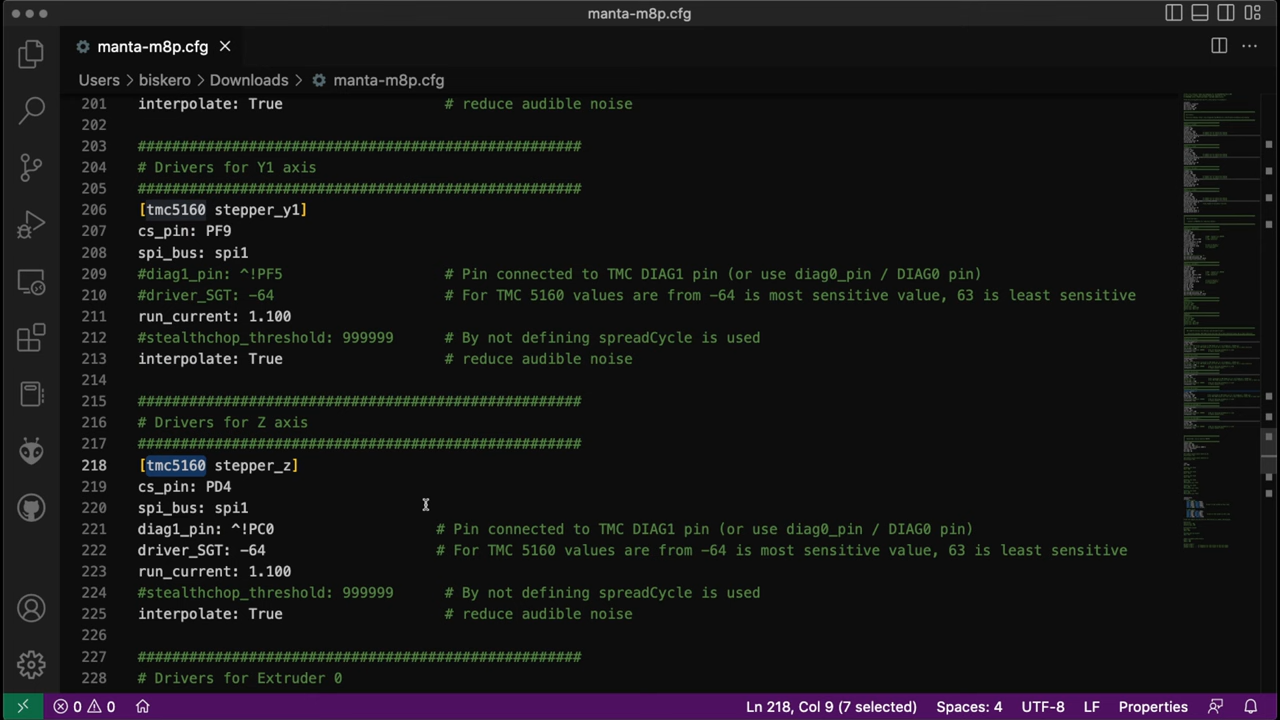 manta-m8p.cfg
manta-m8p.cfg
Users > biskero > Downloads > manta-m8p.cfg
201 interpolate: True # reduce audible noise
202
203 ####################################################
204 # Drivers for Y1 axis
205 ####################################################
206 [tmc5160 stepper_y1]
207 cs_pin: PF9
208 spi_bus: spi1
209 #diag1_pin: ^!PF5 # Pin connected to TMC DIAG1 pin (or use diag0_pin / DIAG0 pin)
210 #driver_SGT: -64 # For TMC 5160 values are from -64 is most sensitive value, 63 is least sensitive
211 run_current: 1.100
212 #stealthchop_threshold: 999999 # By not defining spreadCycle is used
213 interpolate: True # reduce audible noise
214
215 ####################################################
216 # Drivers for Z axis
217 ####################################################
218 [tmc5160 stepper_z]
219 cs_pin: PD4
220 spi_bus: spi1
221 diag1_pin: ^!PC0 # Pin connected to TMC DIAG1 pin (or use diag0_pin / DIAG0 pin)
222 driver_SGT: -64 # For TMC 5160 values are from -64 is most sensitive value, 63 is least sensitive
223 run_current: 1.100
224 #stealthchop_threshold: 999999 # By not defining spreadCycle is used
225 interpolate: True # reduce audible noise
226
227 ####################################################
228 # Drivers for Extruder 0
0 0 Ln 218, Col 9 (7 selected) Spaces: 4 UTF-8 LF Properties